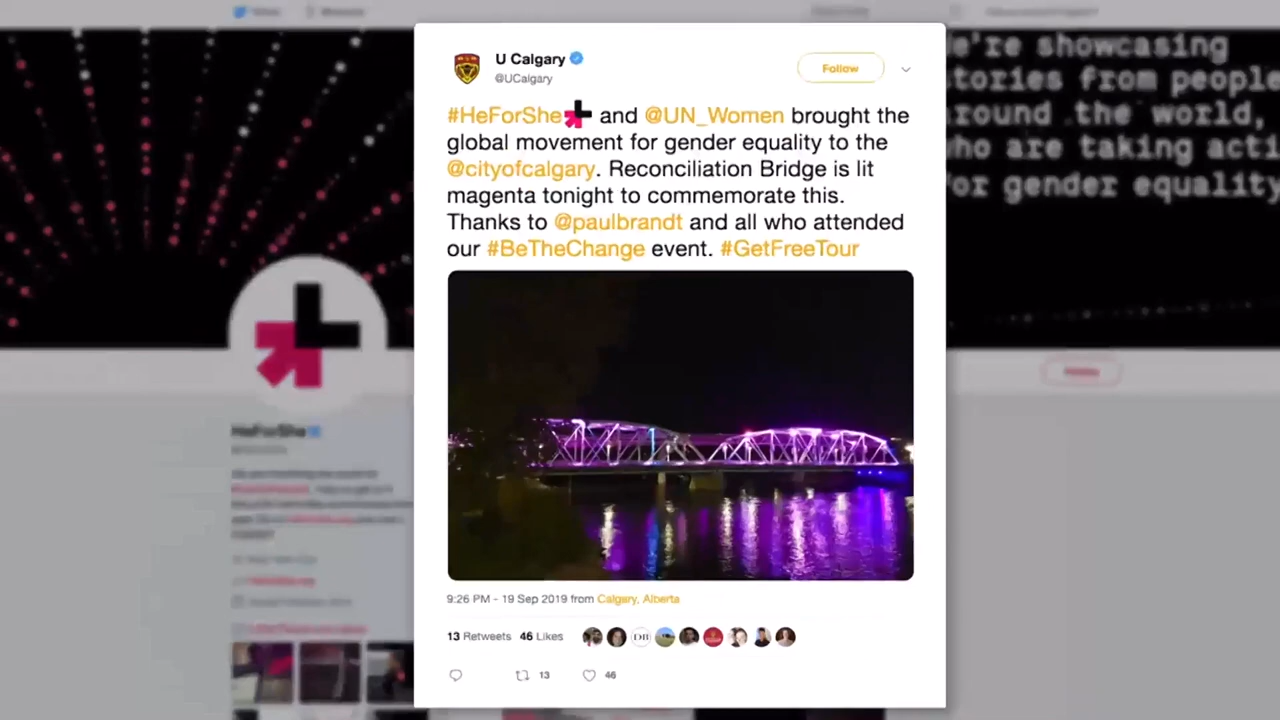 U Calgary
@UCalgary
Follow
#HeForShe and @UN_Women brought the
global movement for gender equality to the
@cityofcalgary. Reconciliation Bridge is lit
magenta tonight to commemorate this.
Thanks to @paulbrandt and all who attended
our #BeTheChange event. #GetFreeTour
9:26 PM - 19 Sep 2019 from Calgary, Alberta
13 Retweets 46 Likes
DB
13
46
e're showcasing
tories from people
round the world,
ho are taking acti
or gender equality
HeForShe